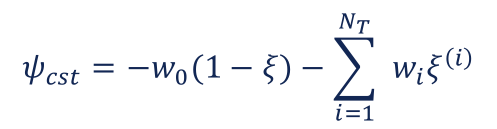 ψ_cst = −w_0(1 − ξ) − ∑_{i=1}^{N_T} w_i ξ^{(i)}